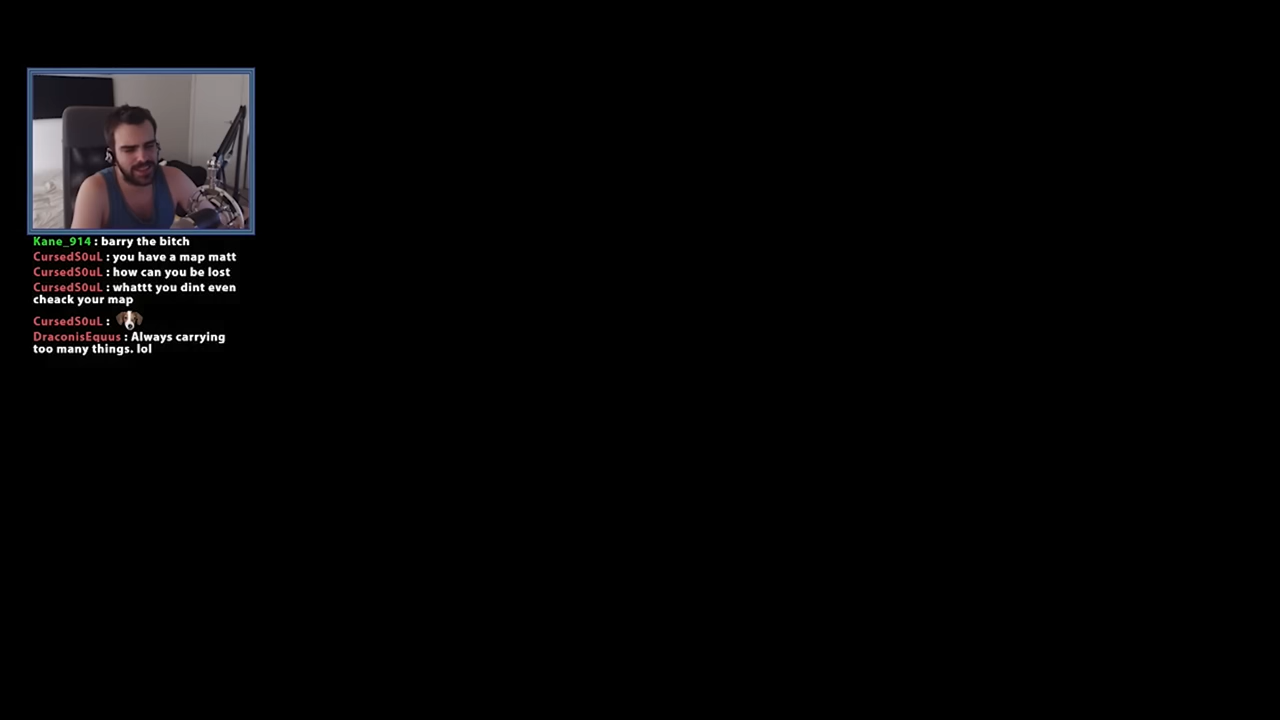 Kane_914 : barry the bitch
CursedS0uL : you have a map matt
CursedS0uL : how can you be lost
CursedS0uL : whattt you dint even
cheack your map
CursedS0uL :
DraconisEquus : Always carrying
too many things. lol